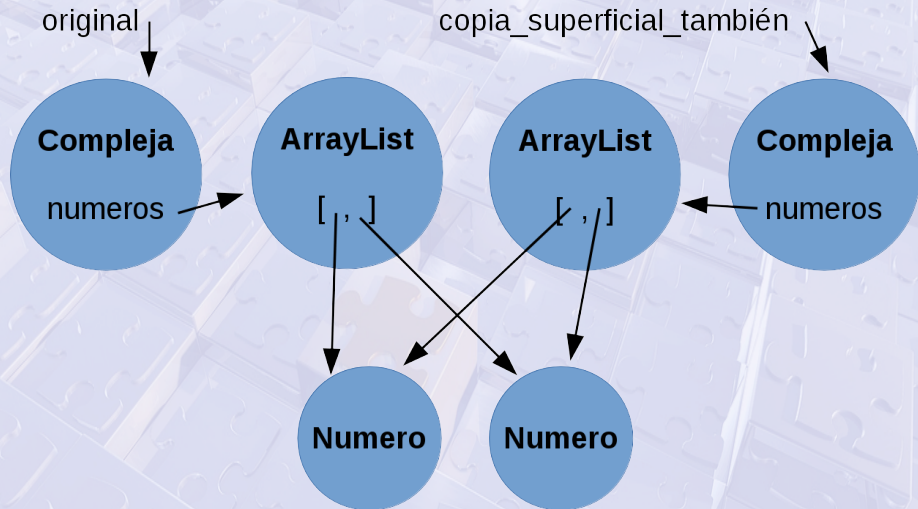 original
copia_superficial_también
Compleja
ArrayList
ArrayList
Compleja
numeros
[ , ]
[ , ]
numeros
Numero
Numero